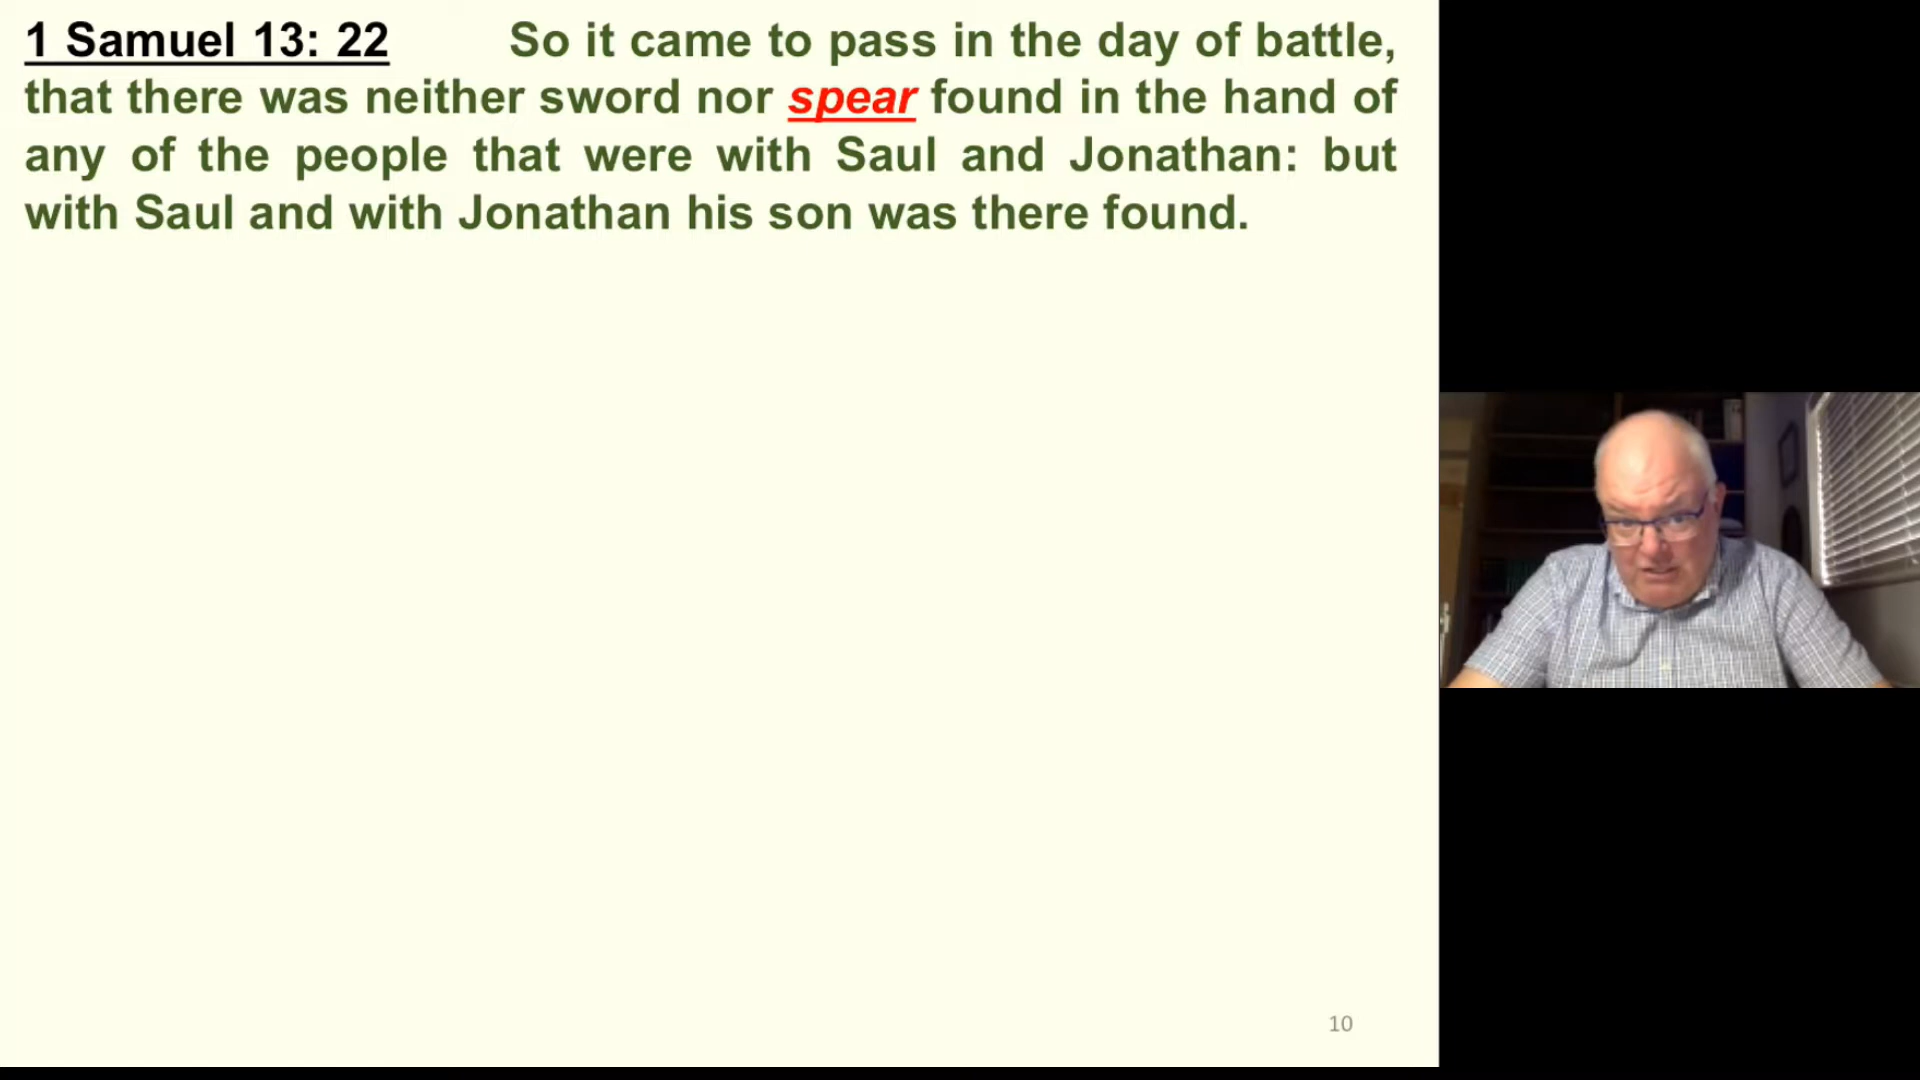 1 Samuel 13: 22 So it came to pass in the day of battle,
that there was neither sword nor spear found in the hand of
any of the people that were with Saul and Jonathan: but
with Saul and with Jonathan his son was there found.
10